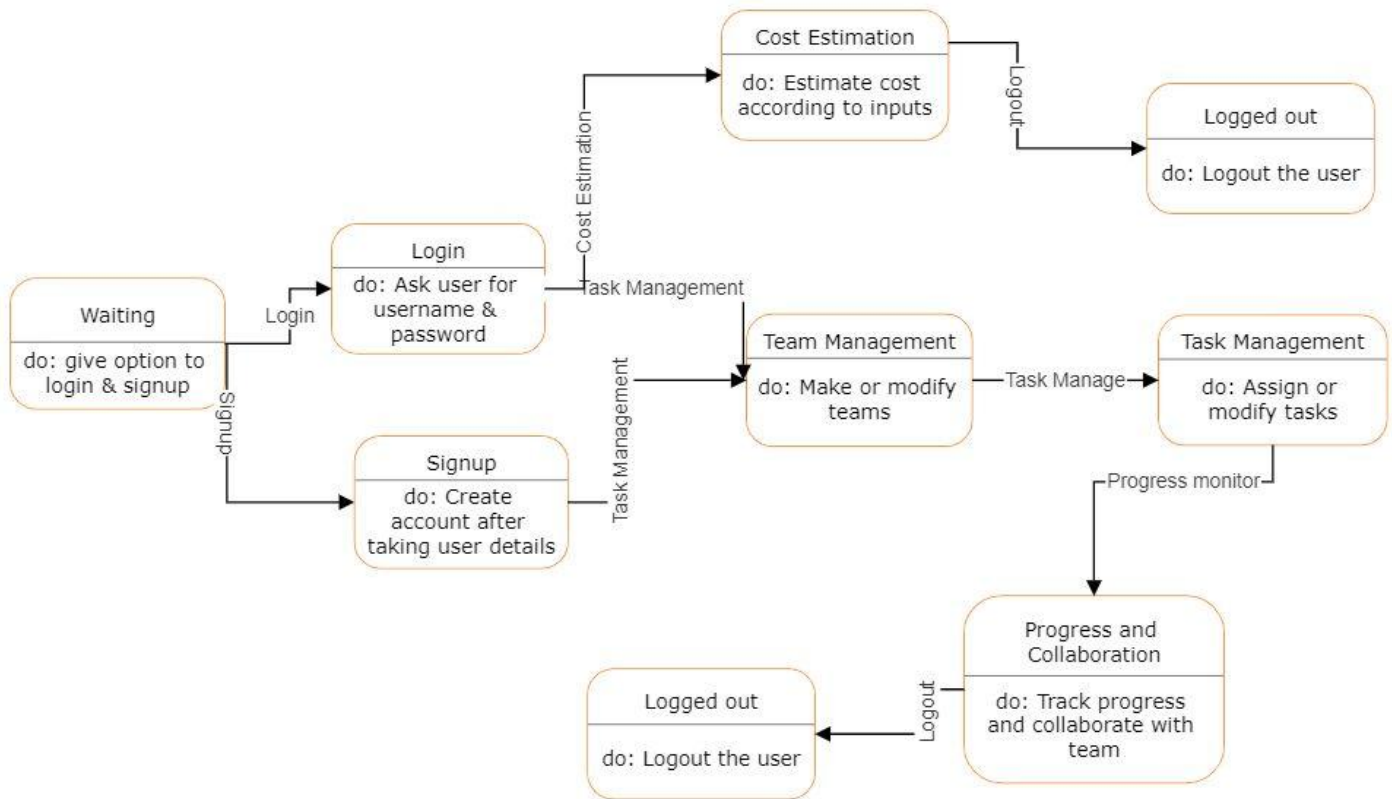 Cost Estimation
do: Estimate cost
according to inputs
Logout
Logged out
do: Logout the user
Cost Estimation
Login
do: Ask user for
username &
password
Task Management
Waiting
do: give option to
login & signup
Login
Signup
Team Management
do: Make or modify
teams
Task Manage
Task Management
do: Assign or
modify tasks
Signup
do: Create
account after
taking user details
Task Management
Progress monitor
Progress and
Collaboration
do: Track progress
and collaborate with
team
Logout
Logged out
do: Logout the user